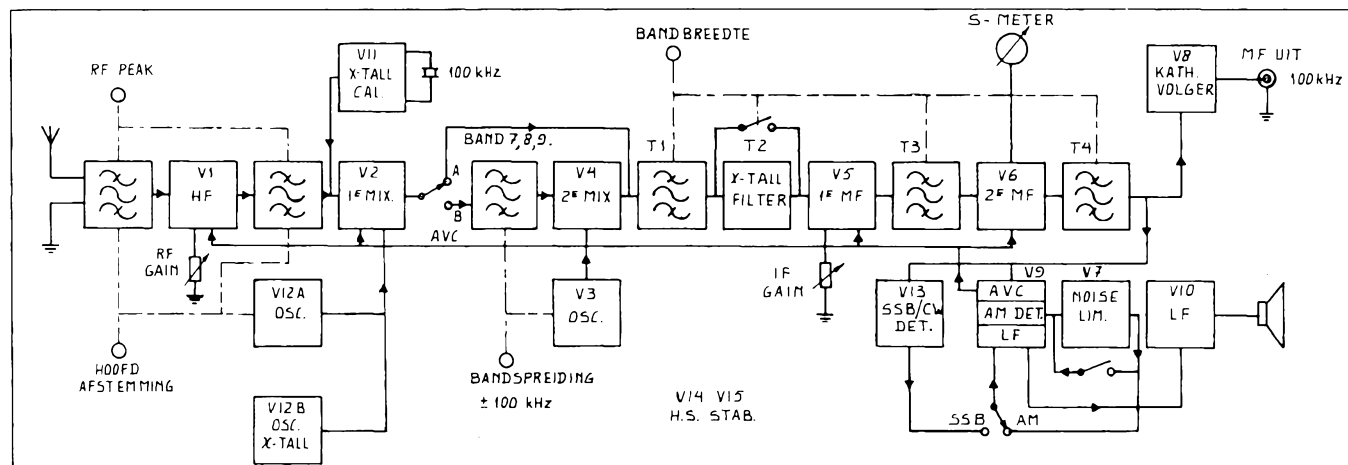 RF PEAK
V11
X-TALL
CAL.
100 kHz
BANDBREEDTE
S-METER
V8
KATH.
VOLGER
MF UIT
100kHz
BAND 7,8,9.
A
B
V1
HF
V2
1E MIX.
V4
2E MIX
T1
T2
X-TALL
FILTER
V5
1E MF
T3
V6
2E MF
T4
AVC
RF
GAIN
V12A
OSC.
V3
OSC.
IF
GAIN
V13
SSB/CW
DET.
V9
AVC
AM DET.
LF
V7
NOISE
LIM.
V10
LF
HOOFD
AFSTEMMING
BANDSPREIDING
± 100 kHz
V12B
OSC.
X-TALL
V14 V15
H.S. STAB.
SSB
AM